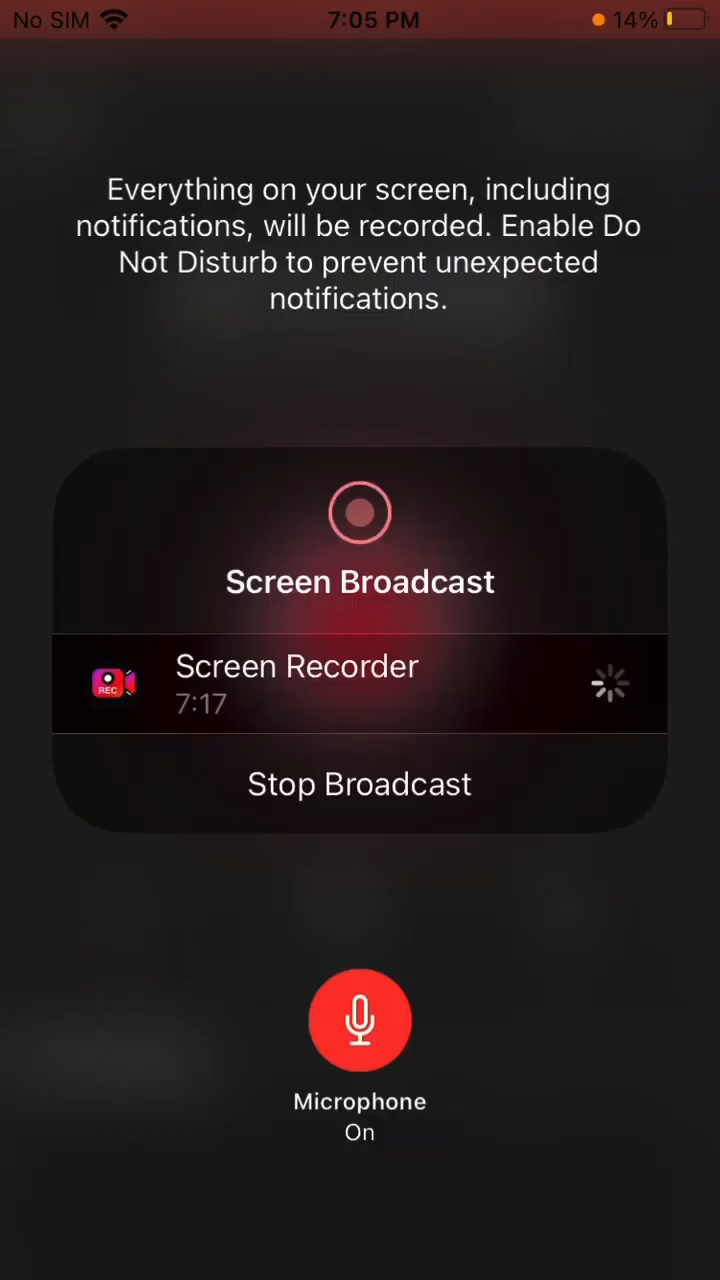 No SIM 7:05 PM 14%
Everything on your screen, including
notifications, will be recorded. Enable Do
Not Disturb to prevent unexpected
notifications.
Screen Broadcast
REC
Screen Recorder
7:17
Stop Broadcast
Microphone
On